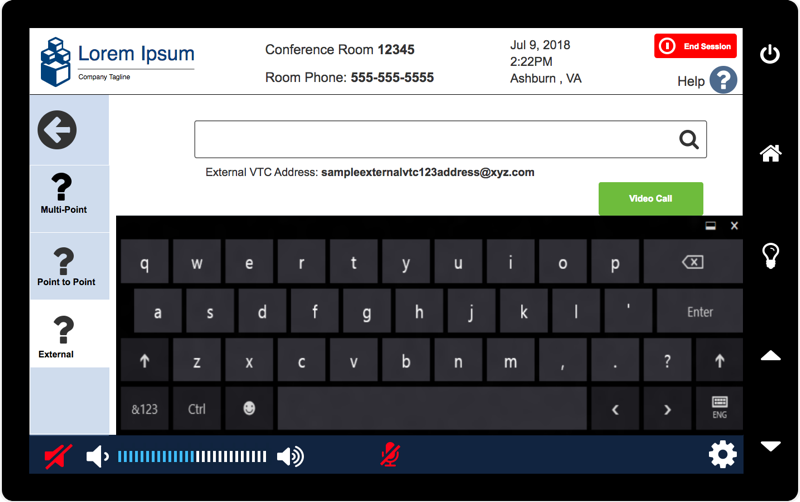 Lorem Ipsum
Company Tagline
Conference Room 12345
Room Phone: 555-555-5555
Jul 9, 2018
2:22PM
Ashburn , VA
End Session
Help ?
Multi-Point
Point to Point
External
External VTC Address: sampleexternalvtc123address@xyz.com
Video Call
q w e r t y u i o p
a s d f g h j k l ' Enter
z x c v b n m , . ?
&123 Ctrl < > ENG